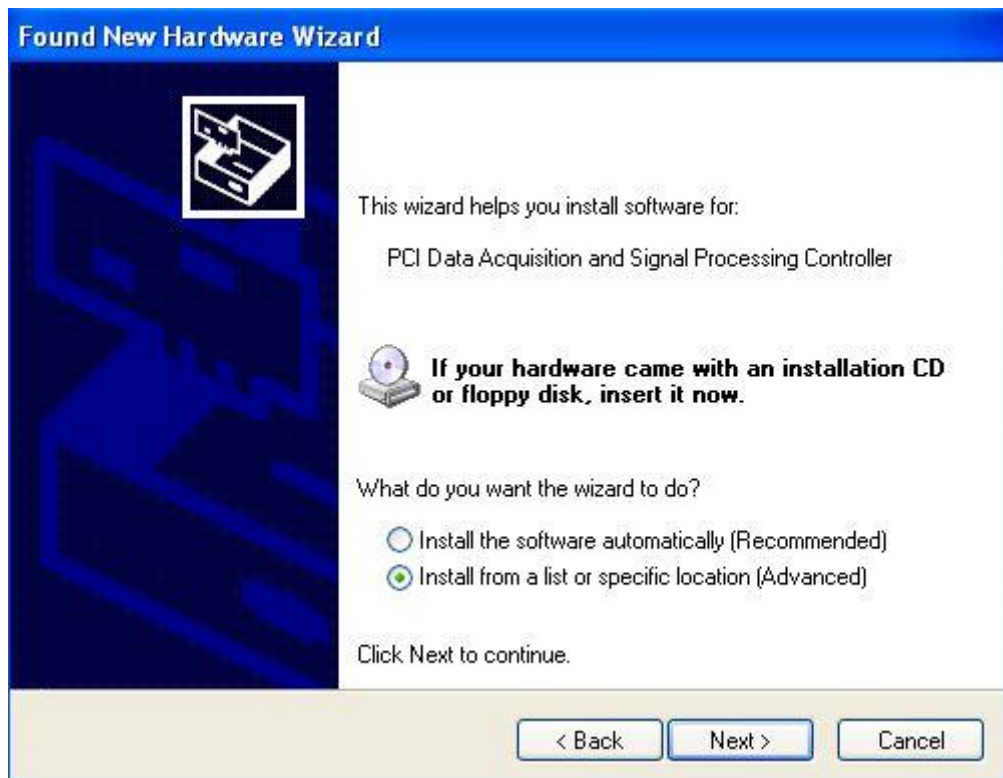 Found New Hardware Wizard
This wizard helps you install software for:
PCI Data Acquisition and Signal Processing Controller
If your hardware came with an installation CD
or floppy disk, insert it now.
What do you want the wizard to do?
Install the software automatically (Recommended)
Install from a list or specific location (Advanced)
Click Next to continue.
< Back
Next >
Cancel